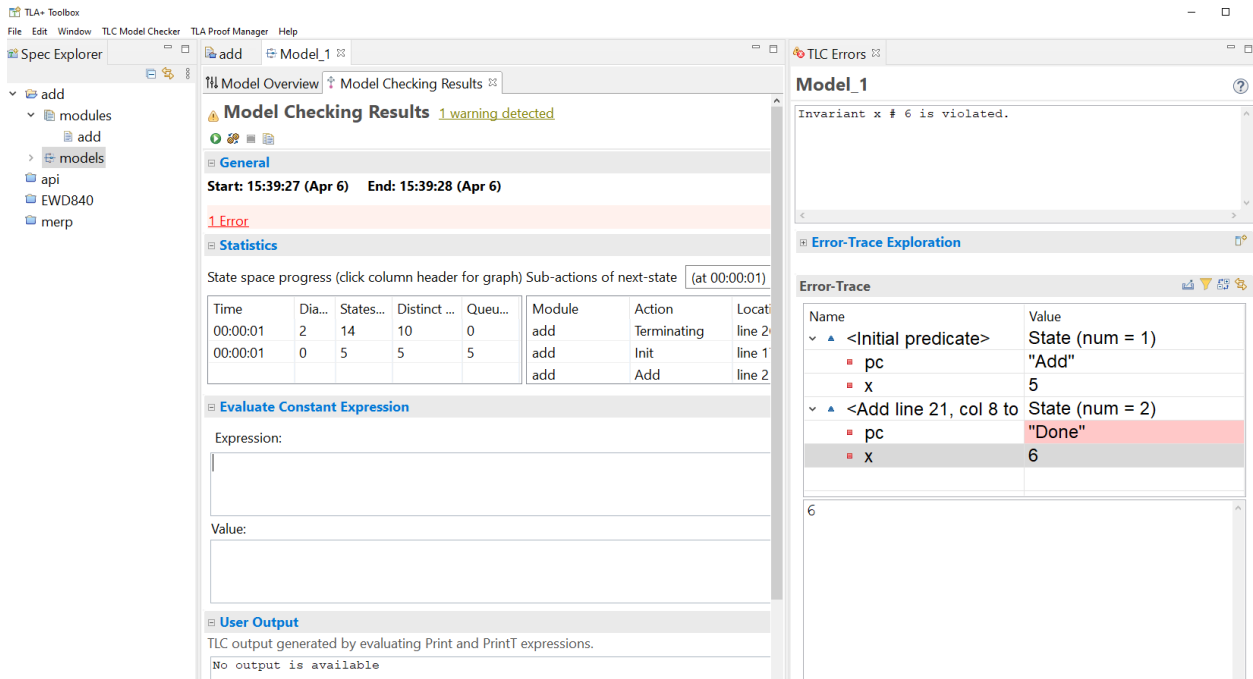 TLA+ Toolbox
File Edit Window TLC Model Checker TLA Proof Manager Help
Spec Explorer
add
modules
add
models
api
EWD840
merp
add
Model_1
Model Overview
Model Checking Results
Model Checking Results 1 warning detected
General
Start: 15:39:27 (Apr 6) End: 15:39:28 (Apr 6)
1 Error
Statistics
State space progress (click column header for graph) Sub-actions of next-state (at 00:00:01)
Time Dia... States... Distinct ... Queu... Module Action Locati
00:00:01 2 14 10 0 add Terminating line 2
00:00:01 0 5 5 5 add Init line 1
add Add line 2
Evaluate Constant Expression
Expression:
Value:
User Output
TLC output generated by evaluating Print and PrintT expressions.
No output is available
TLC Errors
Model_1
Invariant x # 6 is violated.
Error-Trace Exploration
Error-Trace
Name Value
<Initial predicate> State (num = 1)
pc "Add"
x 5
<Add line 21, col 8 to State (num = 2)
pc "Done"
x 6
6